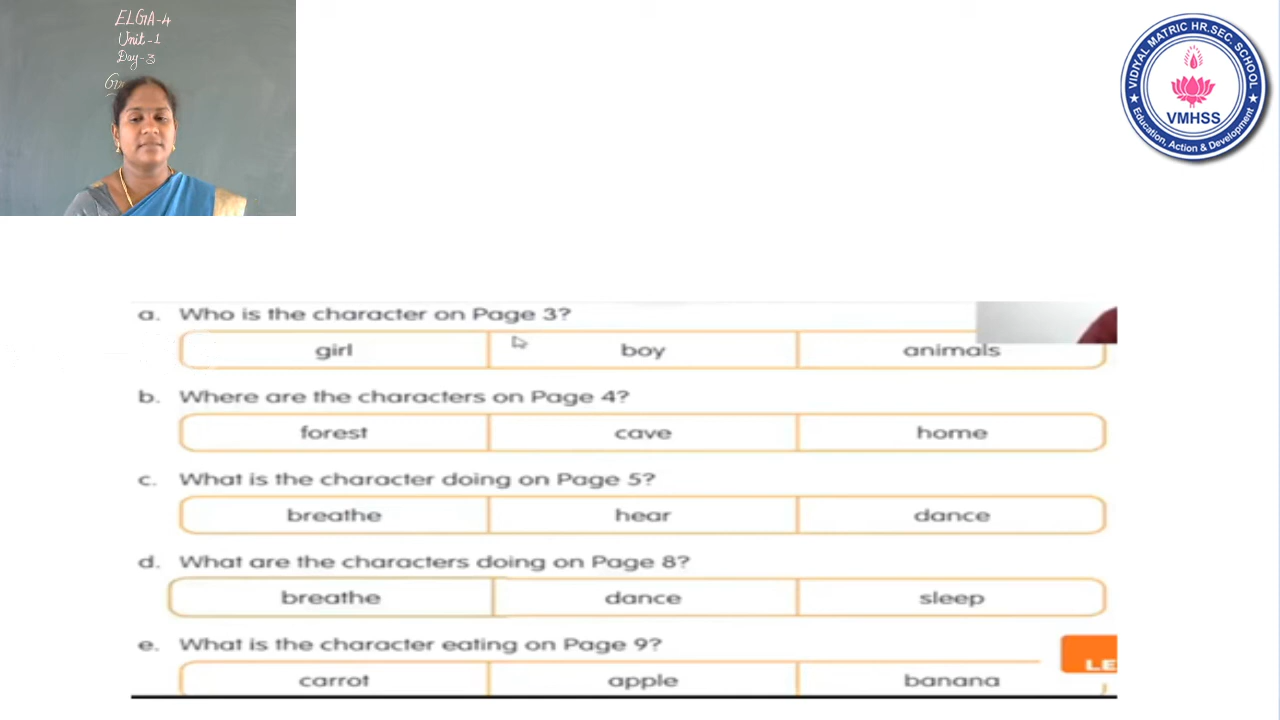 ELGA-4
Unit-1
Day-3
VIDIYAL MATRIC HR.SEC. SCHOOL
VMHSS
Education, Action & Development
a. Who is the character on Page 3?
girl boy animals
b. Where are the characters on Page 4?
forest cave home
c. What is the character doing on Page 5?
breathe hear dance
d. What are the characters doing on Page 8?
breathe dance sleep
e. What is the character eating on Page 9?
LE
carrot apple banana